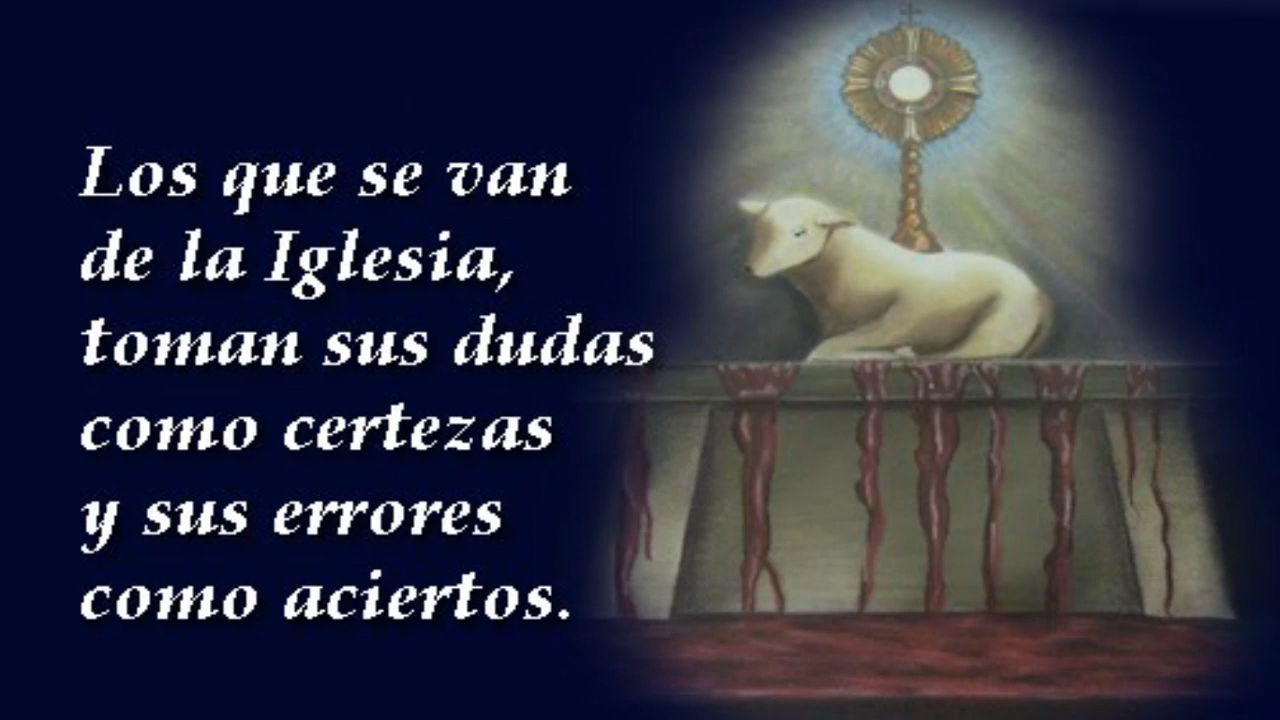 Los que se van
de la Iglesia,
toman sus dudas
como certezas
y sus errores
como aciertos.